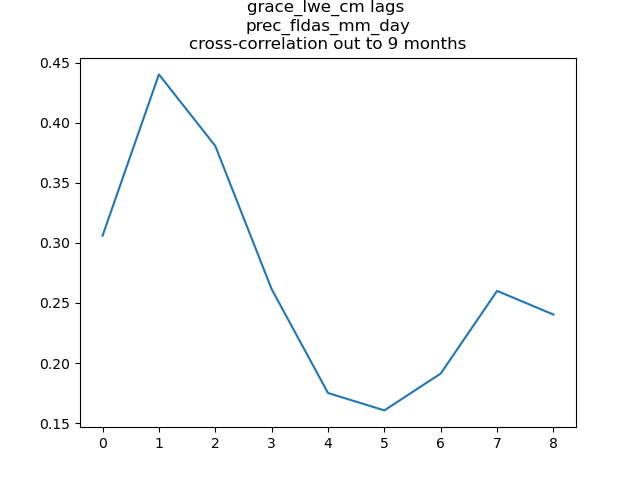 grace_lwe_cm lags
prec_fldas_mm_day
cross-correlation out to 9 months
0.45
0.40
0.35
0.30
0.25
0.20
0.15
0 1 2 3 4 5 6 7 8